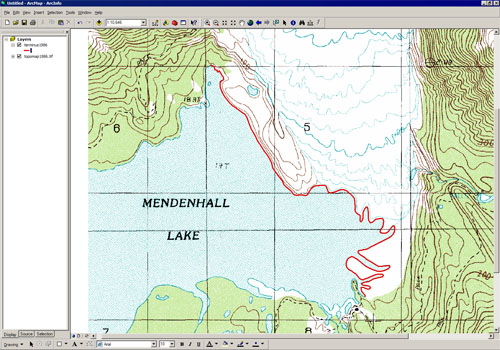 Untitled - ArcMap - ArcInfo
File Edit View Insert Selection Tools Window Help
1:10,646
Layers
terminus1986
topomap1986.tif
6
5
MENDENHALL
LAKE
7
8
Display Source Selection
Drawing
Arial
10
B I U A